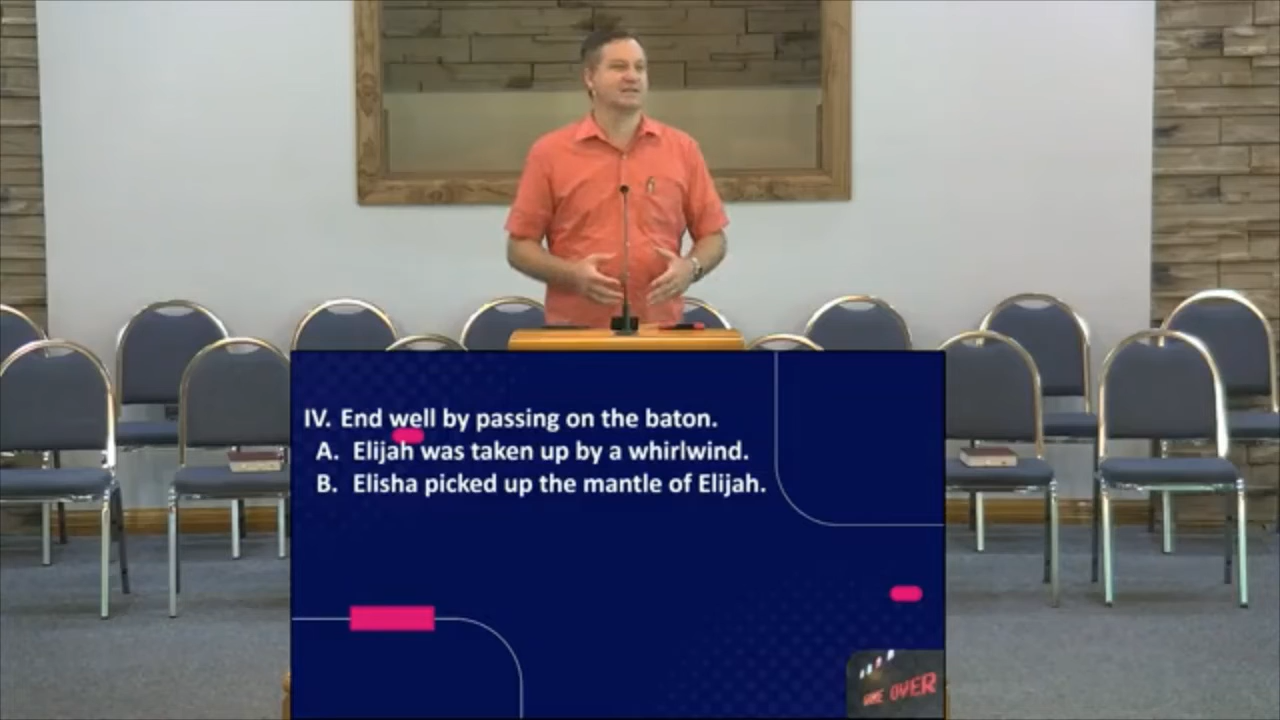 IV. End well by passing on the baton.
A. Elijah was taken up by a whirlwind.
B. Elisha picked up the mantle of Elijah.
GAME OVER